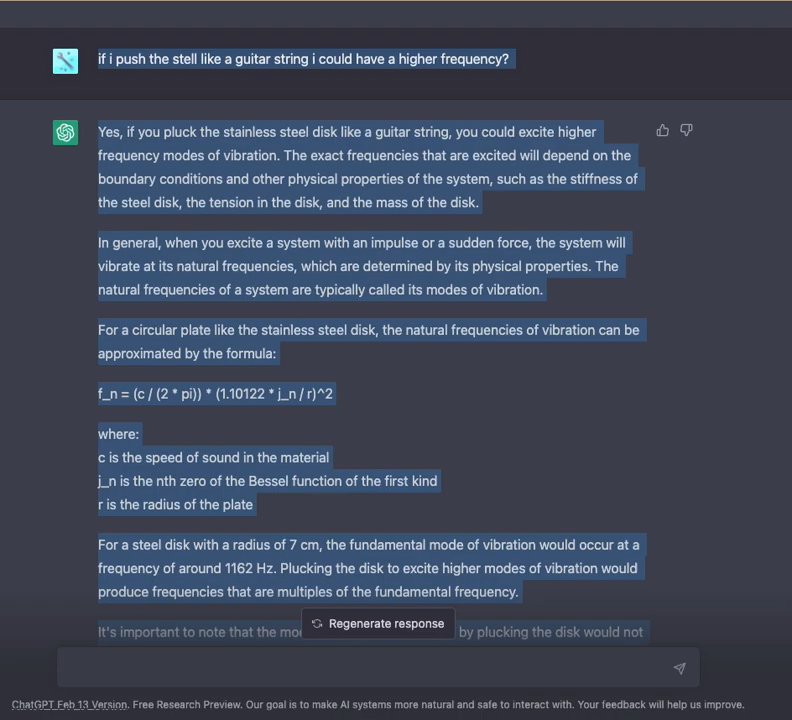 if i push the stell like a guitar string i could have a higher frequency?
Yes, if you pluck the stainless steel disk like a guitar string, you could excite higher
frequency modes of vibration. The exact frequencies that are excited will depend on the
boundary conditions and other physical properties of the system, such as the stiffness of
the steel disk, the tension in the disk, and the mass of the disk.
In general, when you excite a system with an impulse or a sudden force, the system will
vibrate at its natural frequencies, which are determined by its physical properties. The
natural frequencies of a system are typically called its modes of vibration.
For a circular plate like the stainless steel disk, the natural frequencies of vibration can be
approximated by the formula:
f_n = (c / (2 * pi)) * (1.10122 * j_n / r)^2
where:
c is the speed of sound in the material
j_n is the nth zero of the Bessel function of the first kind
r is the radius of the plate
For a steel disk with a radius of 7 cm, the fundamental mode of vibration would occur at a
frequency of around 1162 Hz. Plucking the disk to excite higher modes of vibration would
produce frequencies that are multiples of the fundamental frequency.
Regenerate response
It's important to note that the by plucking the disk would not
ChatGPT Feb 13 Version. Free Research Preview. Our goal is to make AI systems more natural and safe to interact with. Your feedback will help us improve.